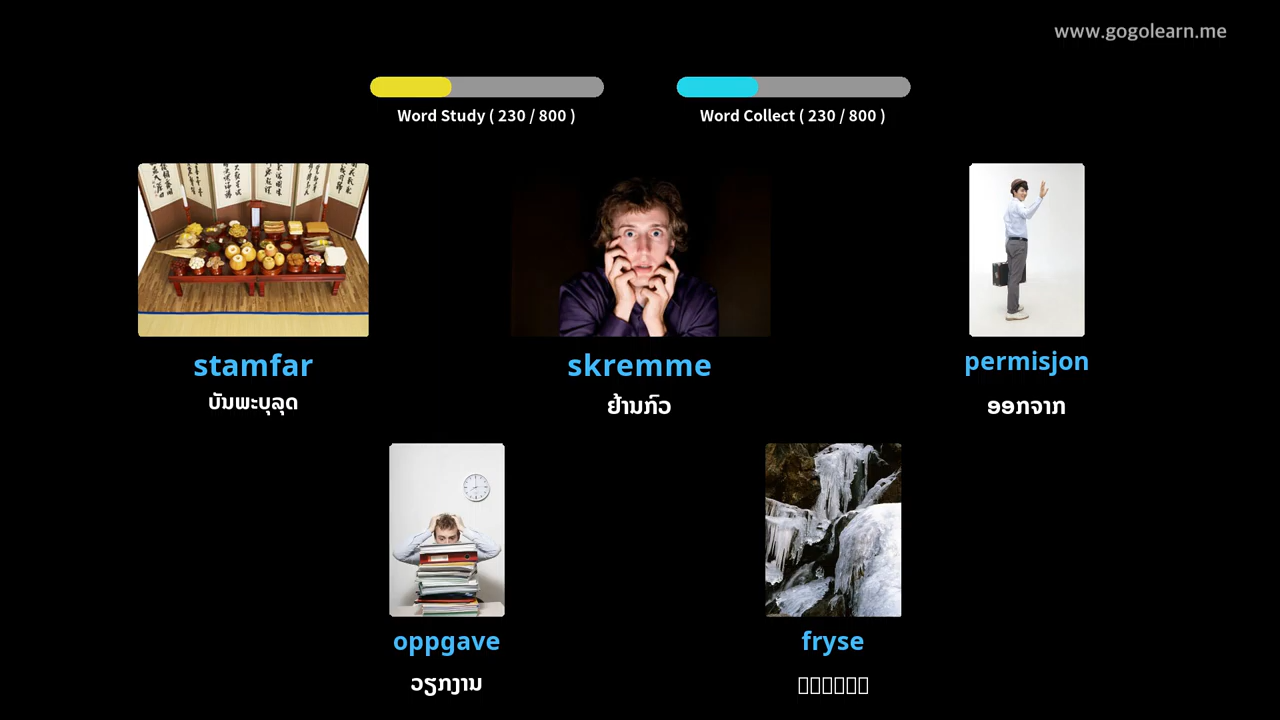 www.gogolearn.me
Word Study ( 230 / 800 )
Word Collect ( 230 / 800 )
stamfar
ບັນພະບຸລຸດ
skremme
ຢ້ານກົວ
permisjon
ອອກຈາກ
oppgave
ວຽກງານ
fryse